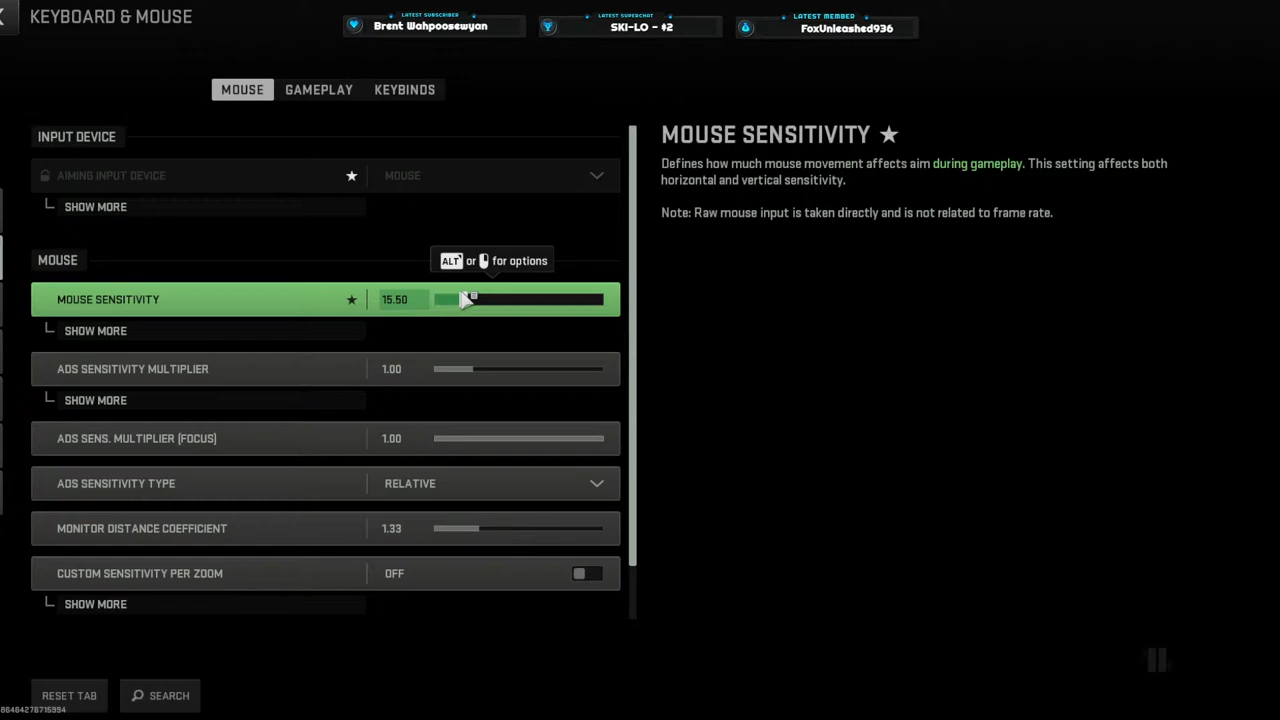 KEYBOARD & MOUSE
LATEST SUBSCRIBER
Brent Wahpoosewyan
LATEST SUPERCHAT
SKI-LO - $2
LATEST MEMBER
FoxUnleashed936
MOUSE
GAMEPLAY
KEYBINDS
INPUT DEVICE
AIMING INPUT DEVICE
MOUSE
SHOW MORE
MOUSE
ALT or for options
MOUSE SENSITIVITY
15.50
SHOW MORE
ADS SENSITIVITY MULTIPLIER
1.00
SHOW MORE
ADS SENS. MULTIPLIER (FOCUS)
1.00
ADS SENSITIVITY TYPE
RELATIVE
MONITOR DISTANCE COEFFICIENT
1.33
CUSTOM SENSITIVITY PER ZOOM
OFF
SHOW MORE
MOUSE SENSITIVITY
Defines how much mouse movement affects aim during gameplay. This setting affects both
horizontal and vertical sensitivity.
Note: Raw mouse input is taken directly and is not related to frame rate.
RESET TAB
SEARCH